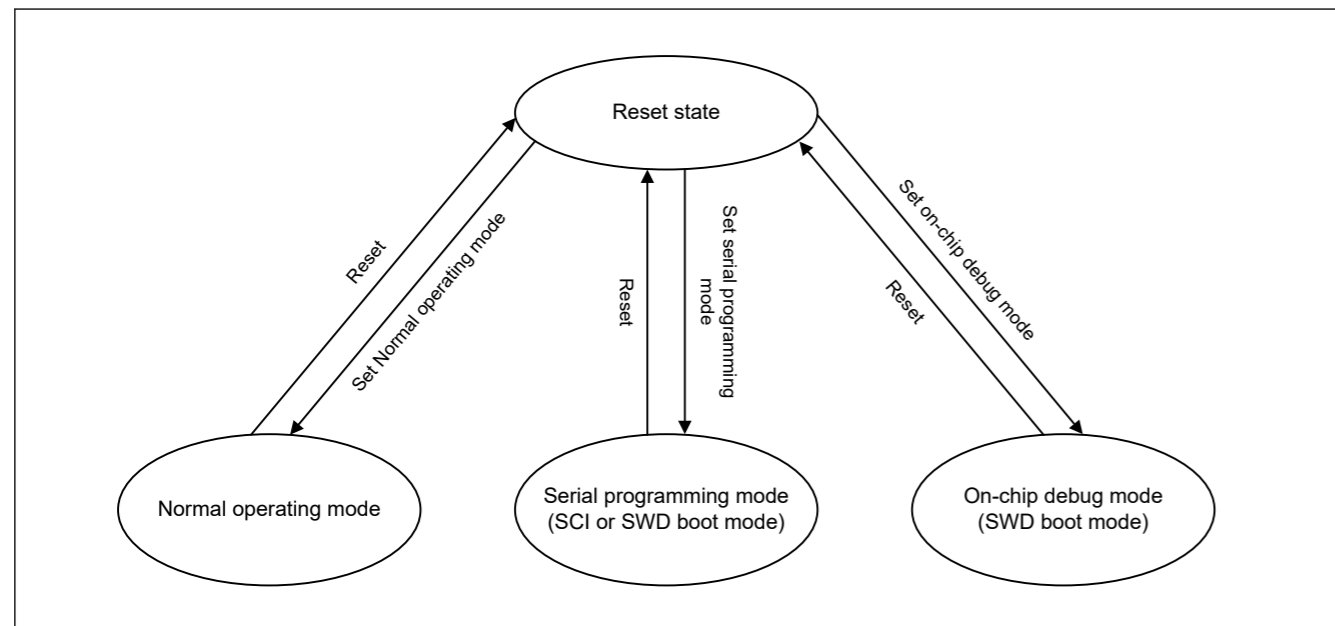 Reset state
Reset
Set Normal operating mode
Reset
Set serial programming
mode
Reset
Set on-chip debug mode
Normal operating mode
Serial programming mode
(SCI or SWD boot mode)
On-chip debug mode
(SWD boot mode)